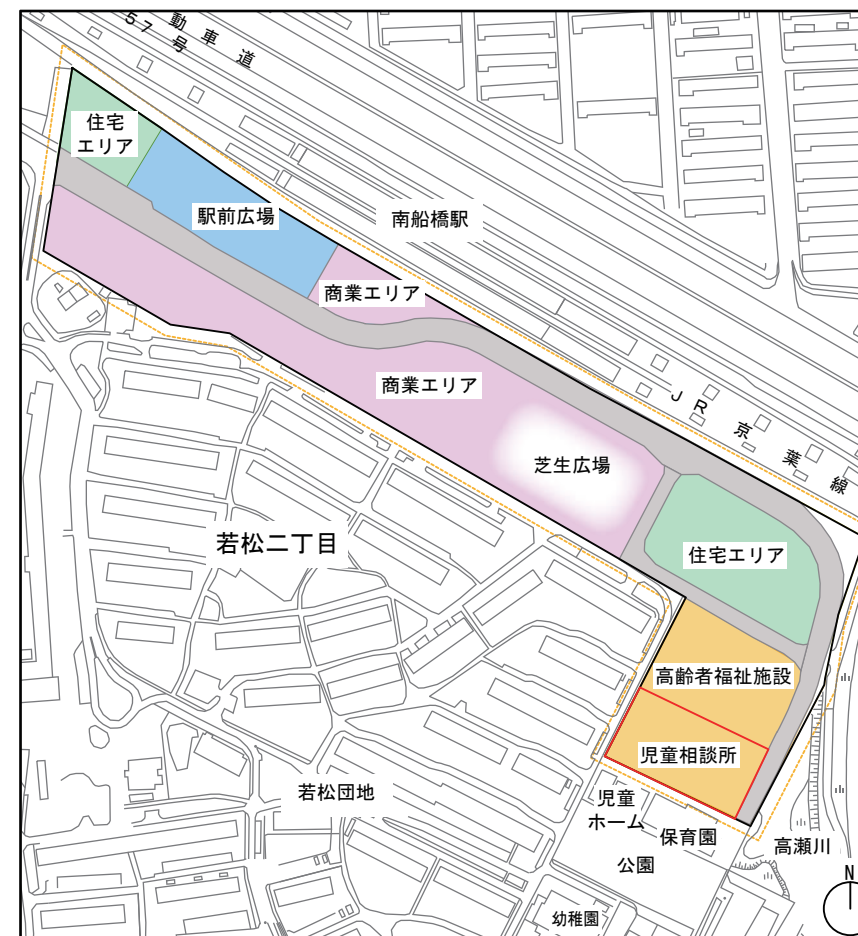 動車道
57号
住宅
エリア
駅前広場
南船橋駅
商業エリア
商業エリア
JR京葉線
芝生広場
若松二丁目
住宅エリア
高齢者福祉施設
児童相談所
若松団地
児童
ホーム
保育園
高瀬川
公園
幼稚園
N